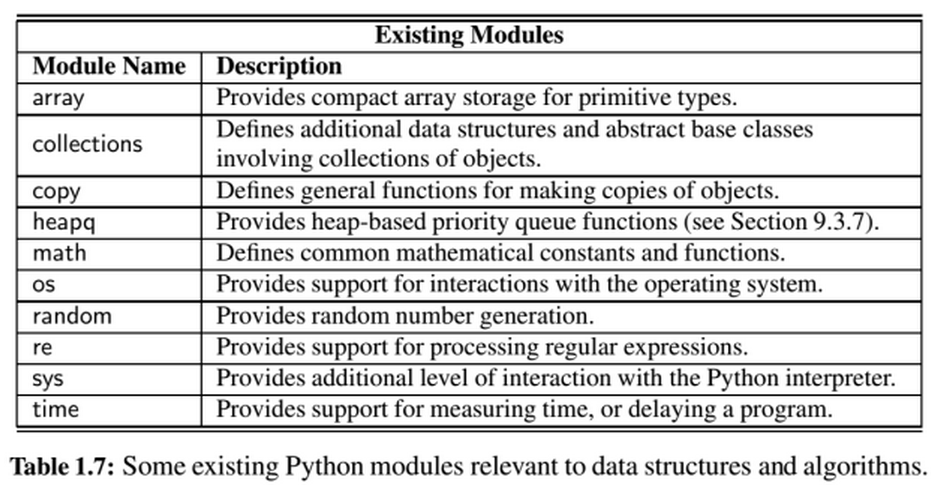 Existing Modules
Module Name Description
array Provides compact array storage for primitive types.
collections Defines additional data structures and abstract base classes
involving collections of objects.
copy Defines general functions for making copies of objects.
heapq Provides heap-based priority queue functions (see Section 9.3.7).
math Defines common mathematical constants and functions.
os Provides support for interactions with the operating system.
random Provides random number generation.
re Provides support for processing regular expressions.
sys Provides additional level of interaction with the Python interpreter.
time Provides support for measuring time, or delaying a program.
Table 1.7: Some existing Python modules relevant to data structures and algorithms.